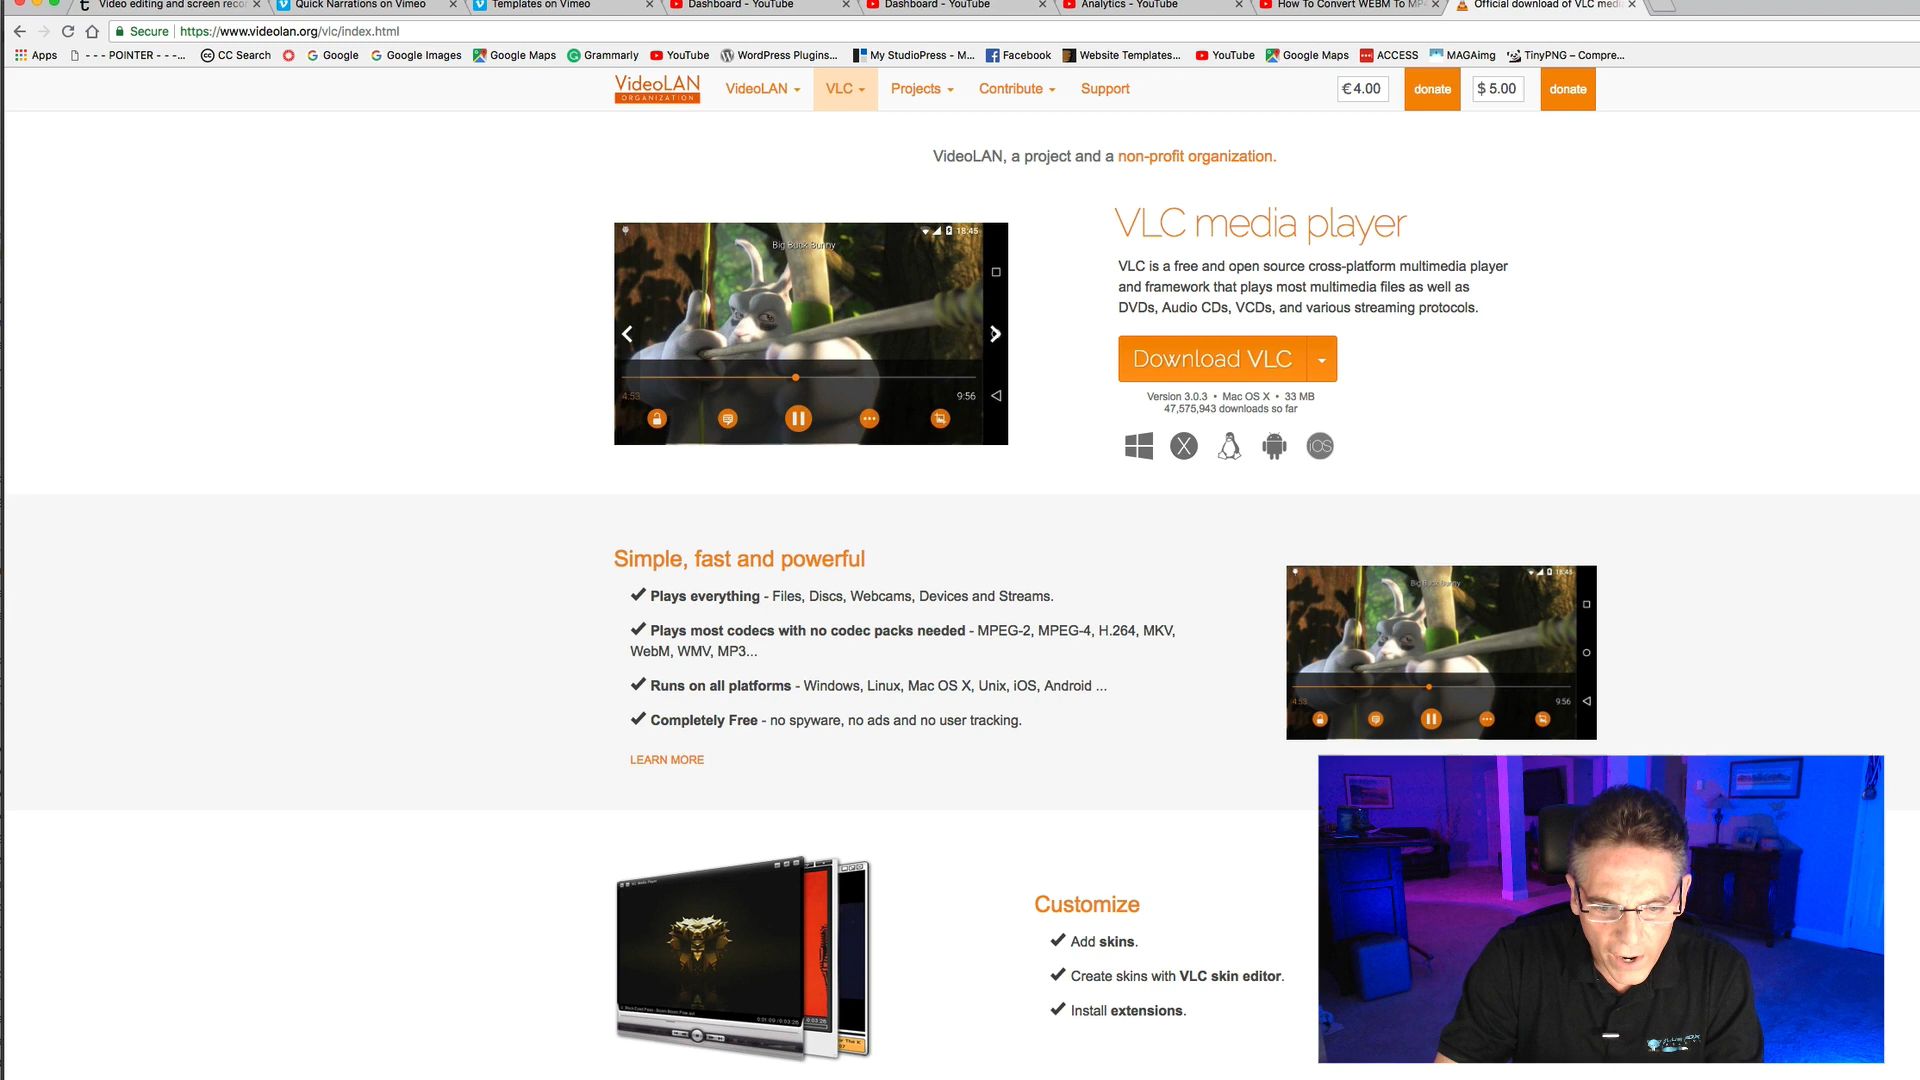 Video editing and screen reco
Quick Narrations on Vimeo
Templates on Vimeo
Dashboard - YouTube
Dashboard - YouTube
Analytics - YouTube
How To Convert WEBM To MP
Official download of VLC medi
Secure
https://www.videolan.org/vlc/index.html
Apps
- - - POINTER - - -...
CC Search
Google
Google Images
Google Maps
Grammarly
YouTube
WordPress Plugins...
My StudioPress - M...
Facebook
Website Templates...
YouTube
Google Maps
ACCESS
MAGAimg
TinyPNG – Compre...
VideoLAN
ORGANIZATION
VideoLAN
VLC
Projects
Contribute
Support
€4.00
donate
$ 5.00
donate
VideoLAN, a project and a non-profit organization.
18:45
Big Buck Bunny
4:53
9:56
VLC media player
VLC is a free and open source cross-platform multimedia player
and framework that plays most multimedia files as well as
DVDs, Audio CDs, VCDs, and various streaming protocols.
Download VLC
Version 3.0.3 • Mac OS X • 33 MB
47,575,943 downloads so far
X
iOS
Simple, fast and powerful
Plays everything - Files, Discs, Webcams, Devices and Streams.
Plays most codecs with no codec packs needed - MPEG-2, MPEG-4, H.264, MKV,
WebM, WMV, MP3...
Runs on all platforms - Windows, Linux, Mac OS X, Unix, iOS, Android ...
Completely Free - no spyware, no ads and no user tracking.
LEARN MORE
18:45
Big Buck Bunny
4:53
9:56
Customize
Add skins.
Create skins with VLC skin editor.
Install extensions.